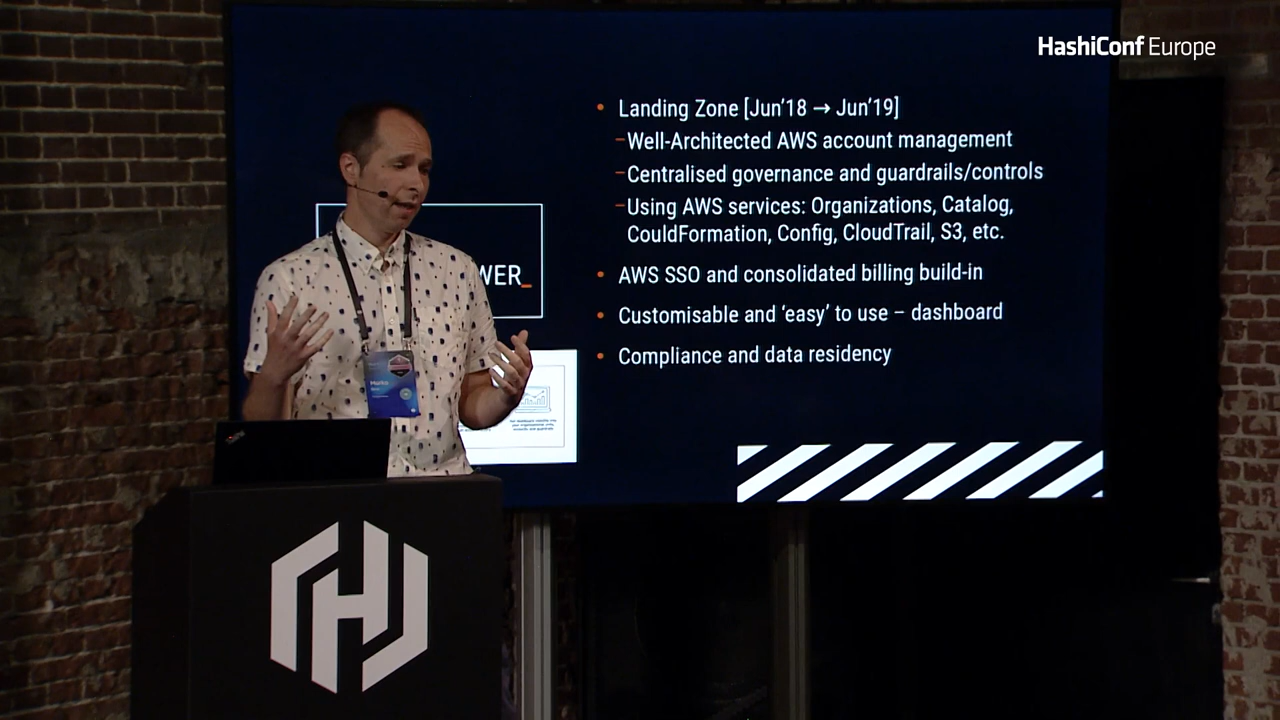 HashiConf Europe
• Landing Zone [Jun'18 → Jun'19]
–Well-Architected AWS account management
–Centralised governance and guardrails/controls
–Using AWS services: Organizations, Catalog,
CouldFormation, Config, CloudTrail, S3, etc.
• AWS SSO and consolidated billing build-in
• Customisable and 'easy' to use – dashboard
• Compliance and data residency
WER_
Marko